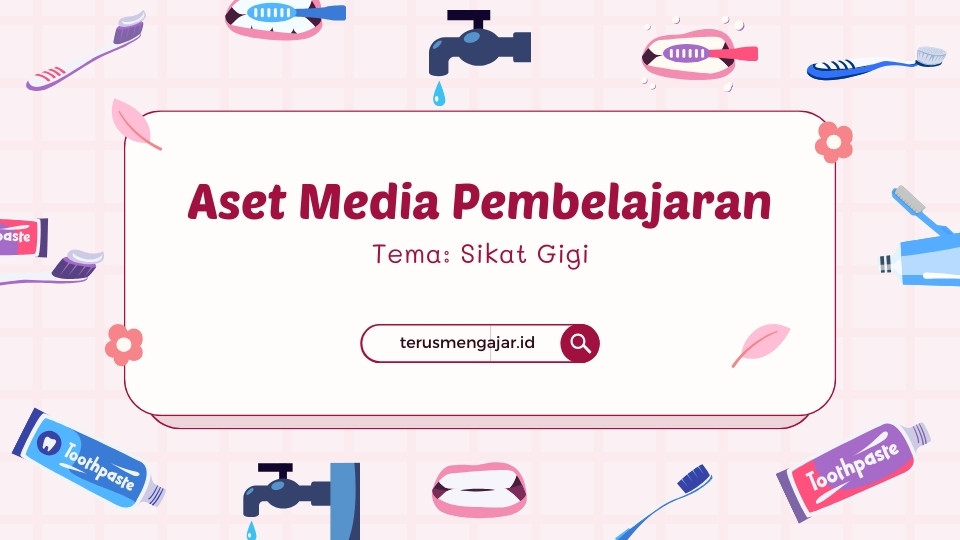 Aset Media Pembelajaran
Tema: Sikat Gigi
paste
terusmengajar.id
Toothpaste
Toothpaste